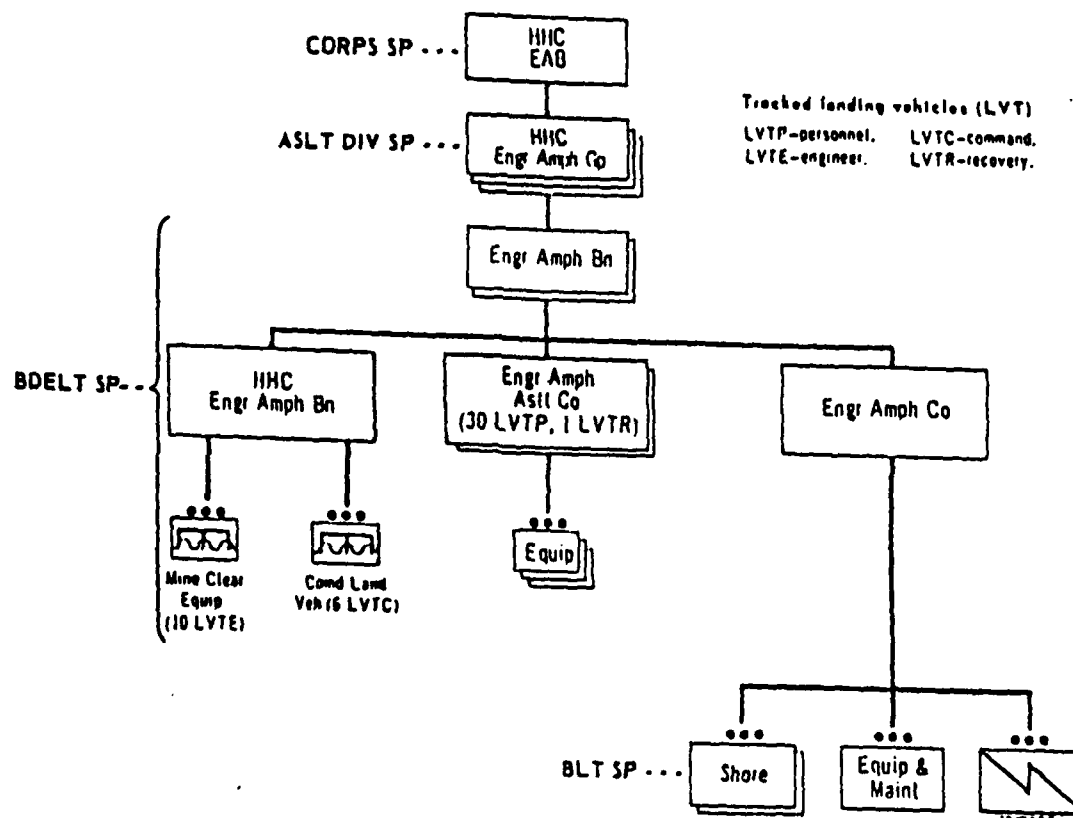 CORPS SP ...
HHC
EAB
Tracked landing vehicles (LVT)
LVTP-personnel. LVTC-command.
LVTE-engineer. LVTR-recovery.
ASLT DIV SP ...
HHC
Engr Amph Gp
Engr Amph Bn
BDELT SP ...
HHC
Engr Amph Bn
Engr Amph
Aslt Co
(30 LVTP, 1 LVTR)
Engr Amph Co
Mine Clear
Equip
(10 LVTE)
Comd Land
Veh (6 LVTC)
Equip
BLT SP ...
Shore
Equip &
Maint